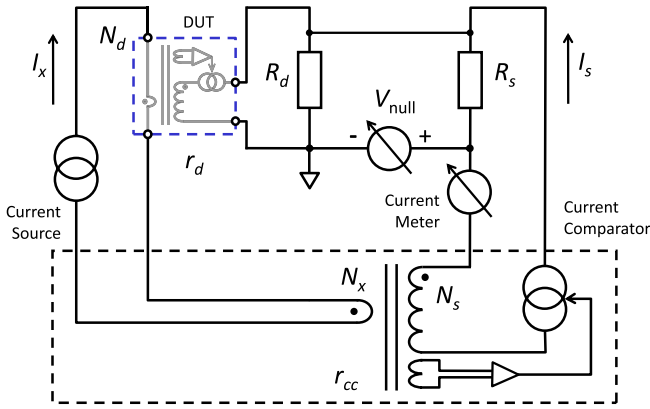 DUT
N_d
I_x
R_d
R_s
I_s
V_null
- +
r_d
Current
Source
Current
Meter
Current
Comparator
N_x
N_s
r_cc